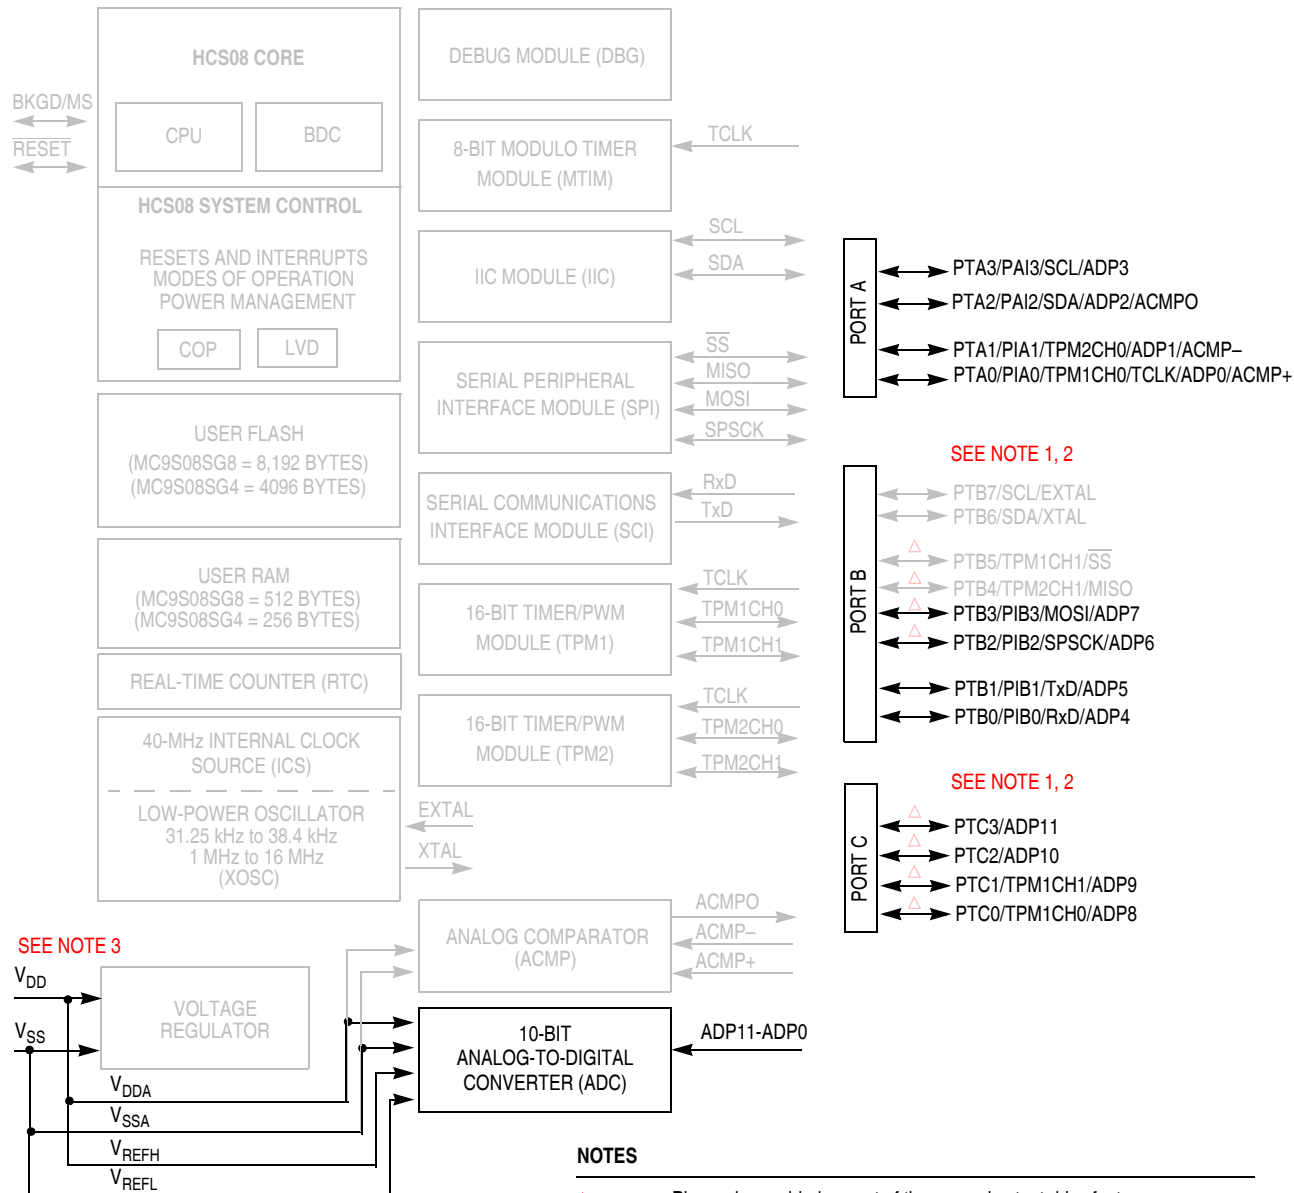 HCS08 CORE
BKGD/MS
RESET
CPU
BDC
HCS08 SYSTEM CONTROL
RESETS AND INTERRUPTS
MODES OF OPERATION
POWER MANAGEMENT
COP
LVD
USER FLASH
(MC9S08SG8 = 8,192 BYTES)
(MC9S08SG4 = 4096 BYTES)
USER RAM
(MC9S08SG8 = 512 BYTES)
(MC9S08SG4 = 256 BYTES)
REAL-TIME COUNTER (RTC)
40-MHz INTERNAL CLOCK
SOURCE (ICS)
LOW-POWER OSCILLATOR
31.25 kHz to 38.4 kHz
1 MHz to 16 MHz
(XOSC)
EXTAL
XTAL
SEE NOTE 3
VDD
VSS
VOLTAGE
REGULATOR
VDDA
VSSA
VREFH
VREFL
DEBUG MODULE (DBG)
8-BIT MODULO TIMER
MODULE (MTIM)
TCLK
IIC MODULE (IIC)
SCL
SDA
SERIAL PERIPHERAL
INTERFACE MODULE (SPI)
SS
MISO
MOSI
SPSCK
SERIAL COMMUNICATIONS
INTERFACE MODULE (SCI)
RxD
TxD
16-BIT TIMER/PWM
MODULE (TPM1)
TCLK
TPM1CH0
TPM1CH1
16-BIT TIMER/PWM
MODULE (TPM2)
TCLK
TPM2CH0
TPM2CH1
ANALOG COMPARATOR
(ACMP)
ACMPO
ACMP–
ACMP+
10-BIT
ANALOG-TO-DIGITAL
CONVERTER (ADC)
ADP11-ADP0
PORT A
PTA3/PAI3/SCL/ADP3
PTA2/PAI2/SDA/ADP2/ACMPO
PTA1/PIA1/TPM2CH0/ADP1/ACMP–
PTA0/PIA0/TPM1CH0/TCLK/ADP0/ACMP+
SEE NOTE 1, 2
PORT B
PTB7/SCL/EXTAL
PTB6/SDA/XTAL
PTB5/TPM1CH1/SS
PTB4/TPM2CH1/MISO
PTB3/PIB3/MOSI/ADP7
PTB2/PIB2/SPSCK/ADP6
PTB1/PIB1/TxD/ADP5
PTB0/PIB0/RxD/ADP4
SEE NOTE 1, 2
PORT C
PTC3/ADP11
PTC2/ADP10
PTC1/TPM1CH1/ADP9
PTC0/TPM1CH0/ADP8
NOTES